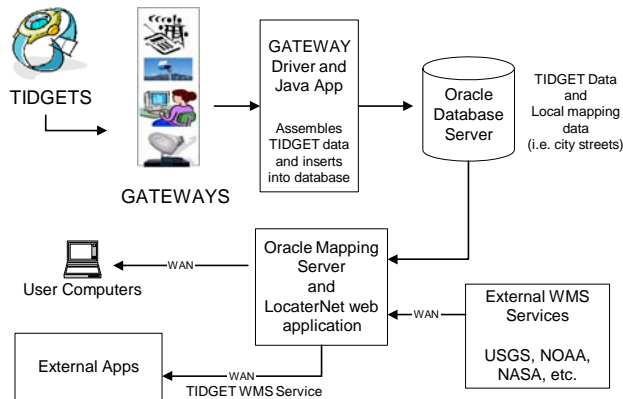 TIDGETS
GATEWAYS
GATEWAY
Driver and
Java App
Assembles
TIDGET data
and inserts
into database
Oracle
Database
Server
TIDGET Data
and
Local mapping
data
(i.e. city streets)
User Computers
WAN
Oracle Mapping
Server
and
LocaterNet web
application
WAN
External WMS
Services
USGS, NOAA,
NASA, etc.
External Apps
WAN
TIDGET WMS Service